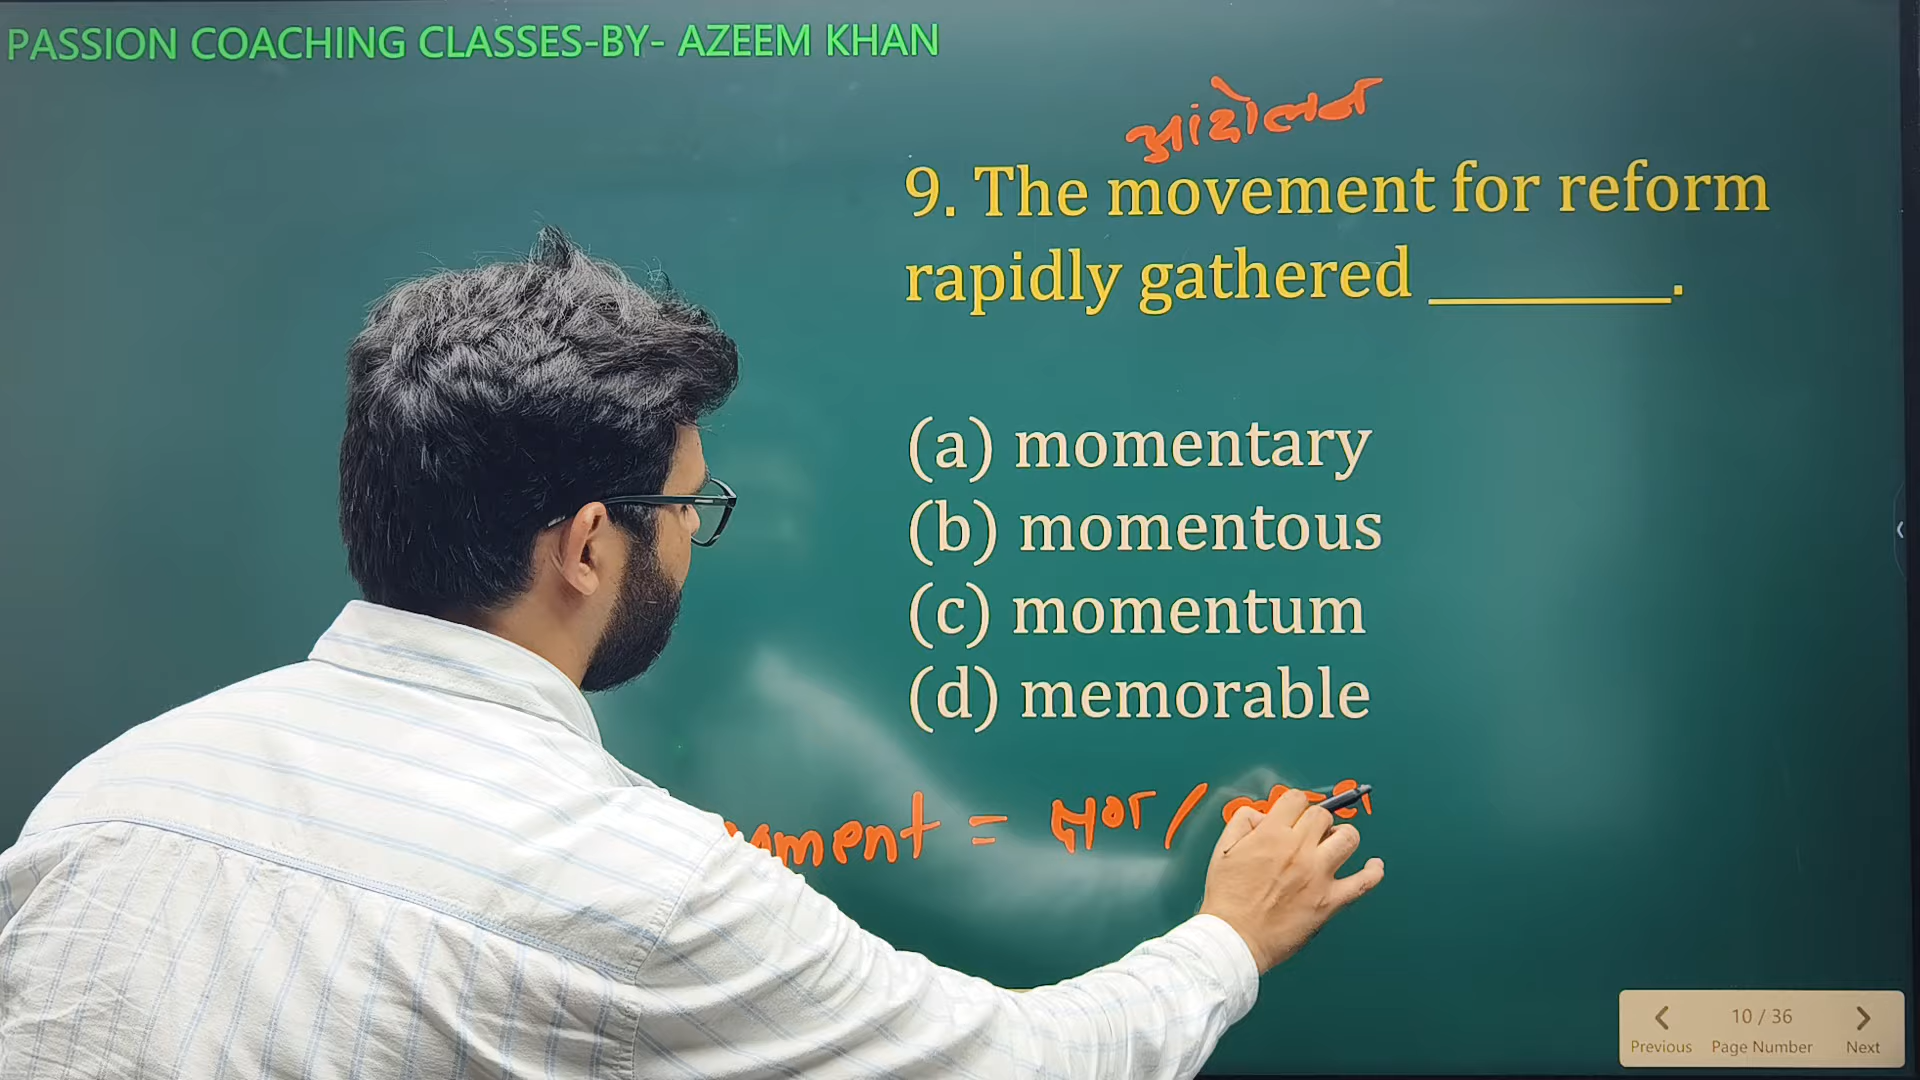 PASSION COACHING CLASSES-BY- AZEEM KHAN
आंदोलन
9. The movement for reform
rapidly gathered ________.
(a) momentary
(b) momentous
(c) momentum
(d) memorable
= क्षण /
10 / 36
Previous Page Number Next